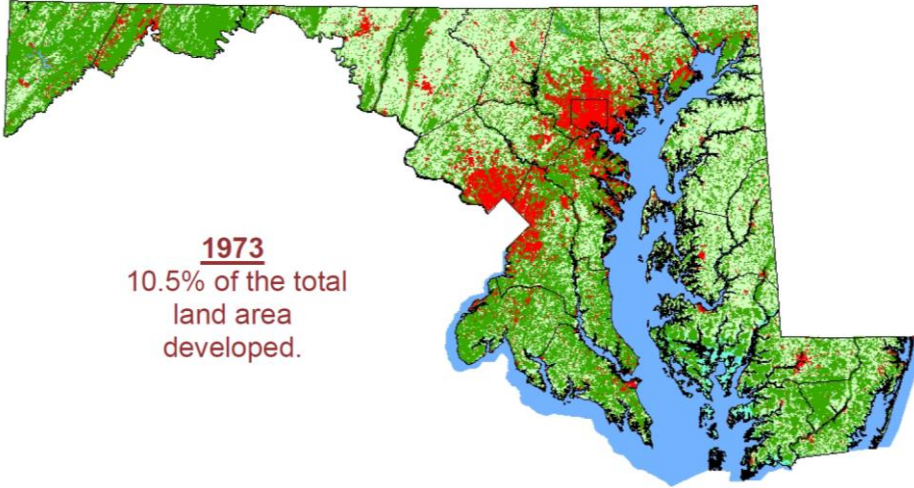 1973
10.5% of the total
land area
developed.